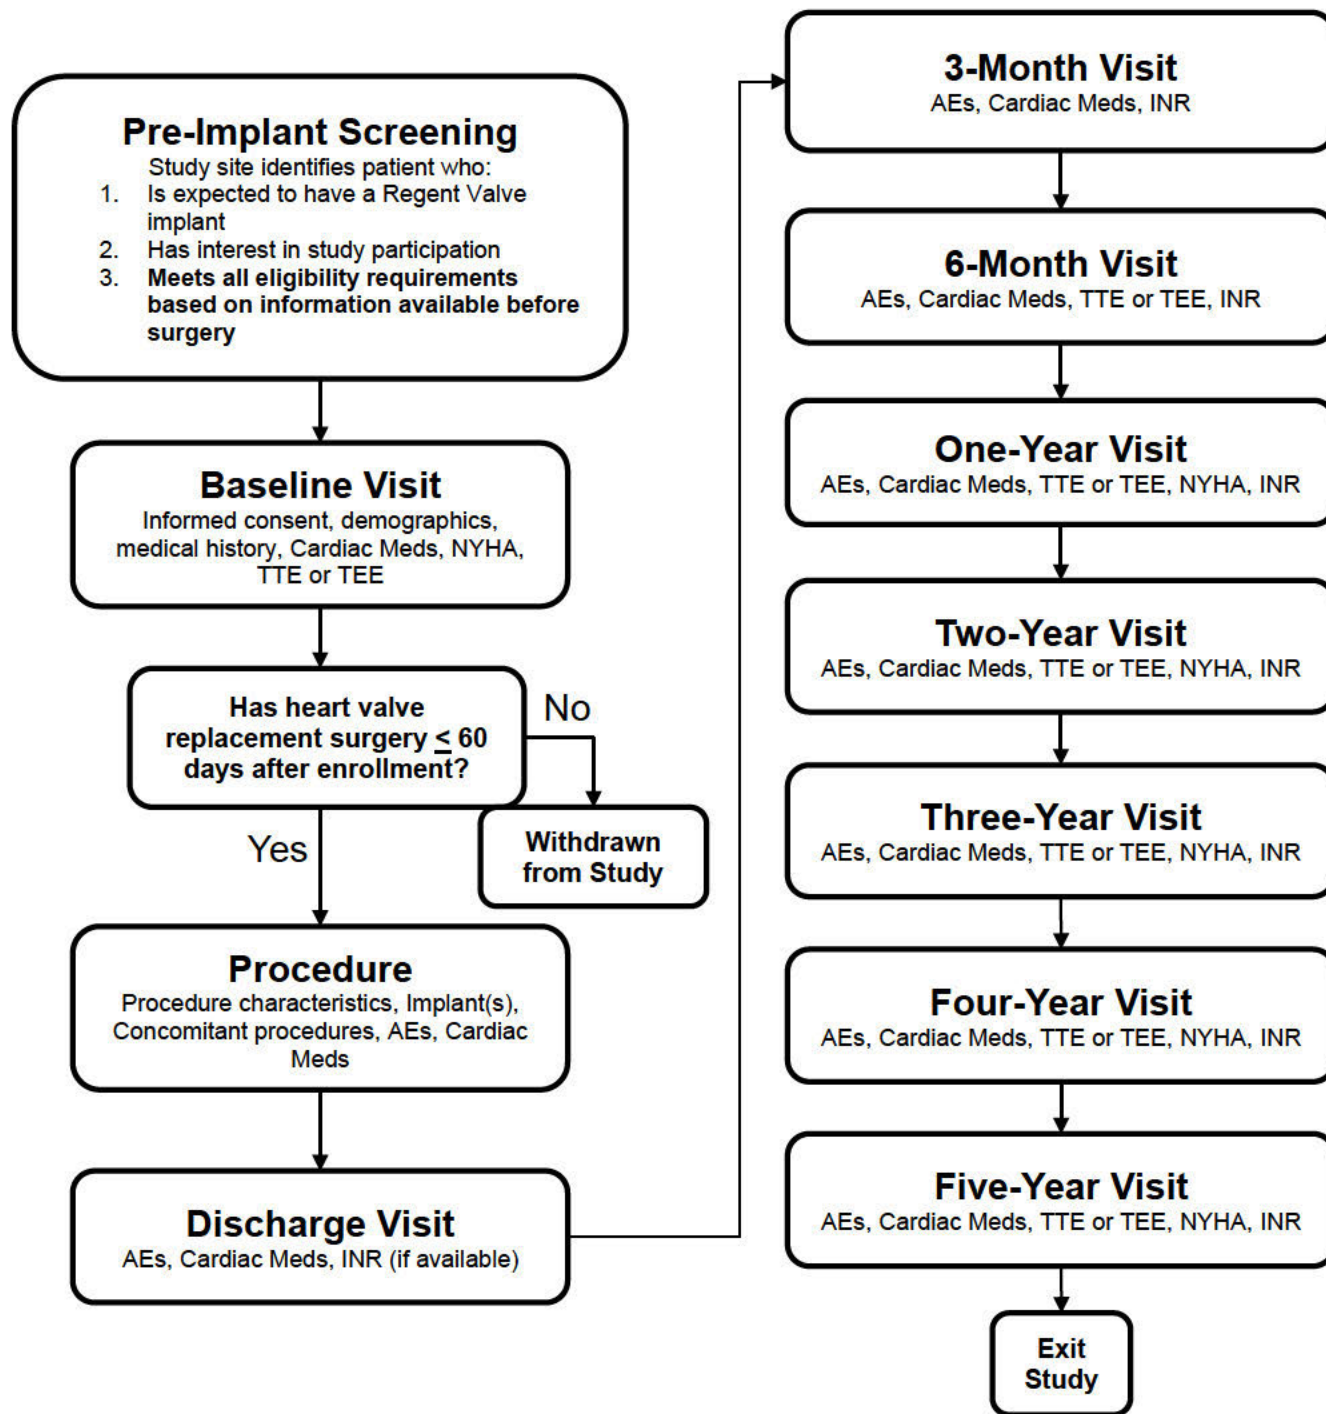 Pre-Implant Screening
Study site identifies patient who:
1. Is expected to have a Regent Valve
implant
2. Has interest in study participation
3. Meets all eligibility requirements
based on information available before
surgery
Baseline Visit
Informed consent, demographics,
medical history, Cardiac Meds, NYHA,
TTE or TEE
Has heart valve
replacement surgery ≤ 60
days after enrollment?
No
Withdrawn
from Study
Yes
Procedure
Procedure characteristics, Implant(s),
Concomitant procedures, AEs, Cardiac
Meds
Discharge Visit
AEs, Cardiac Meds, INR (if available)
3-Month Visit
AEs, Cardiac Meds, INR
6-Month Visit
AEs, Cardiac Meds, TTE or TEE, INR
One-Year Visit
AEs, Cardiac Meds, TTE or TEE, NYHA, INR
Two-Year Visit
AEs, Cardiac Meds, TTE or TEE, NYHA, INR
Three-Year Visit
AEs, Cardiac Meds, TTE or TEE, NYHA, INR
Four-Year Visit
AEs, Cardiac Meds, TTE or TEE, NYHA, INR
Five-Year Visit
AEs, Cardiac Meds, TTE or TEE, NYHA, INR
Exit
Study